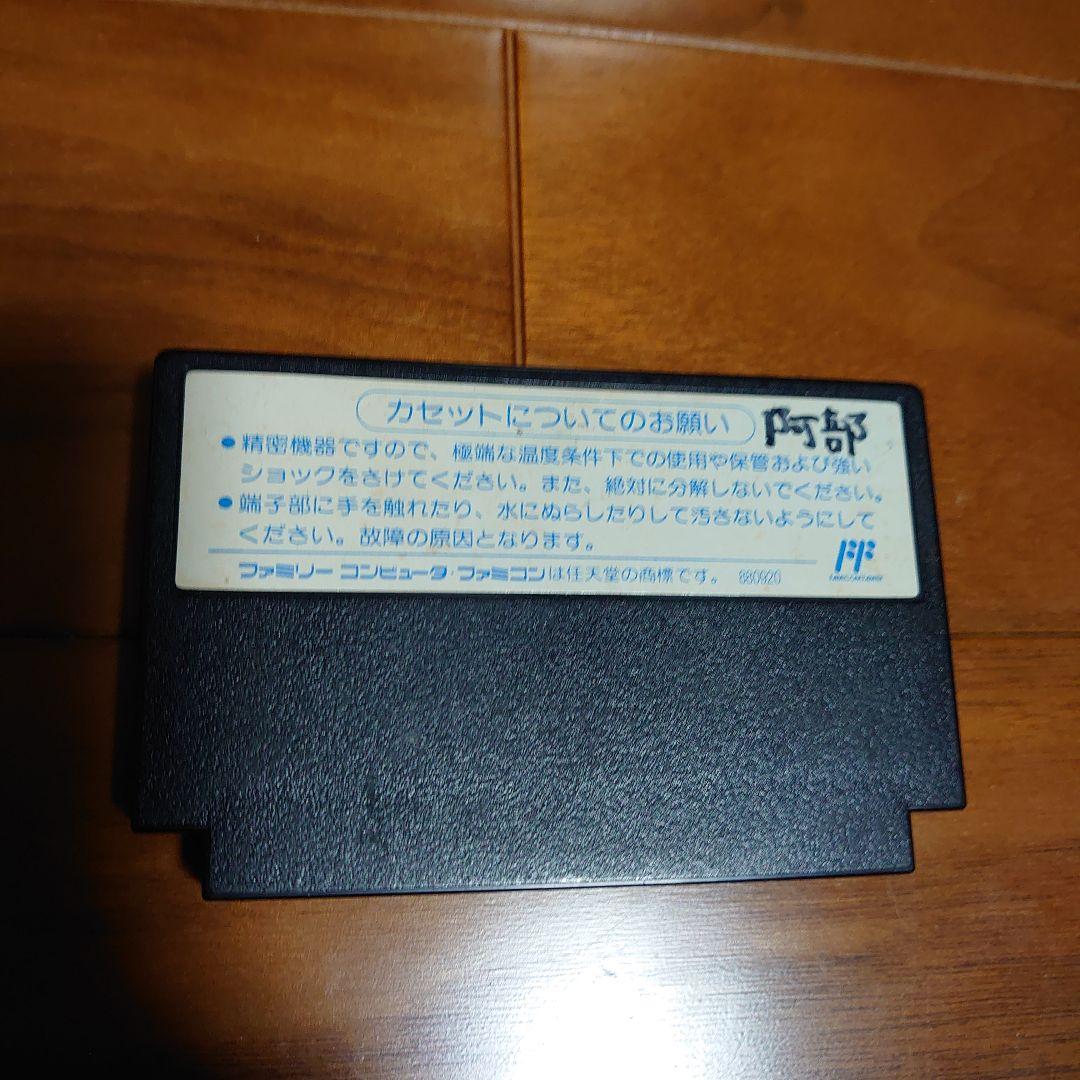 カセットについてのお願い 阿部
●精密機器ですので、極端な温度条件下での使用や保管および強い
ショックをさけてください。また、絶対に分解しないでください。
●端子部に手を触れたり、水にぬらしたりして汚さないようにして
ください。故障の原因となります。
FF
ファミリーコンピュータ・ファミコンは任天堂の商標です。 880920